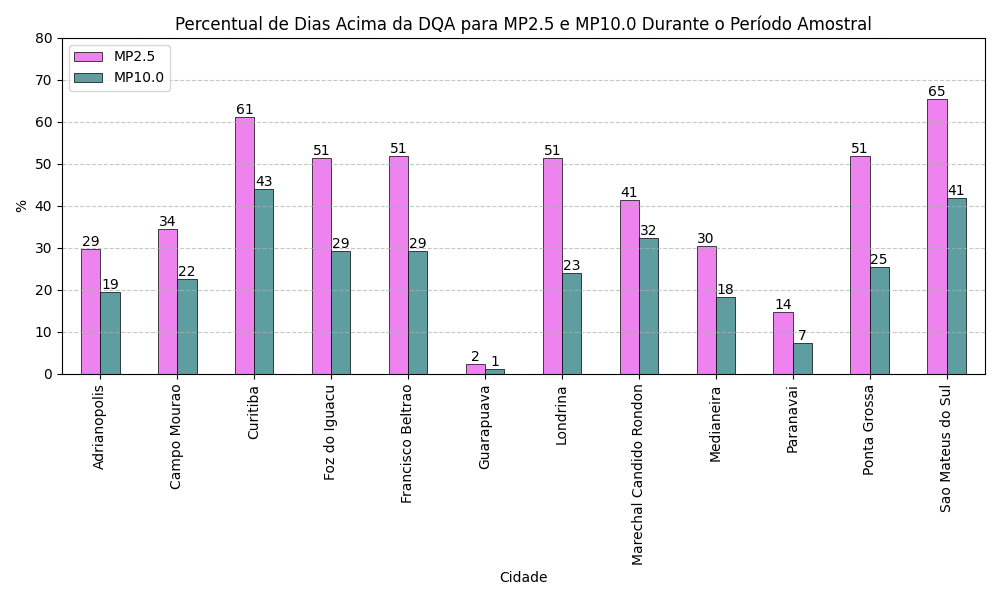 Percentual de Dias Acima da DQA para MP2.5 e MP10.0 Durante o Período Amostral
MP2.5
MP10.0
%
80
70
60
50
40
30
20
10
0
29
19
34
22
61
43
51
29
51
29
2
1
51
23
41
32
30
18
14
7
51
25
65
41
Adrianopolis
Campo Mourao
Curitiba
Foz do Iguacu
Francisco Beltrao
Guarapuava
Londrina
Marechal Candido Rondon
Medianeira
Paranavai
Ponta Grossa
Sao Mateus do Sul
Cidade